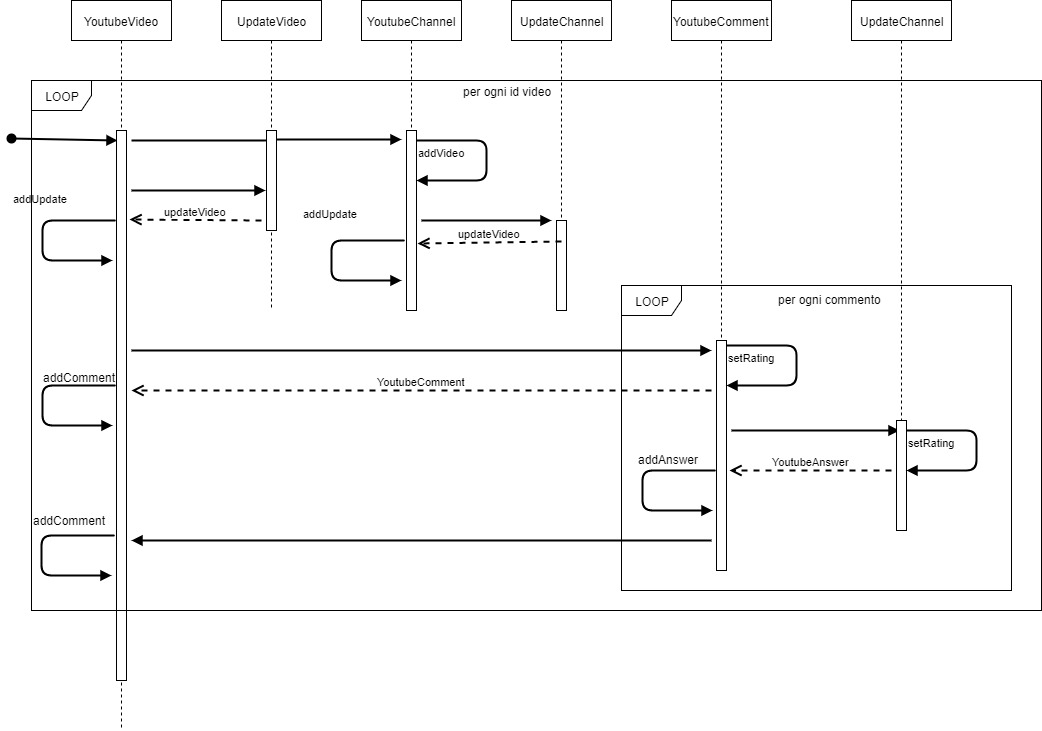 YoutubeVideo
UpdateVideo
YoutubeChannel
UpdateChannel
YoutubeComment
UpdateChannel
LOOP
per ogni id video
addVideo
addUpdate
updateVideo
addUpdate
updateVideo
LOOP
per ogni commento
setRating
addComment
YoutubeComment
setRating
addAnswer
YoutubeAnswer
addComment